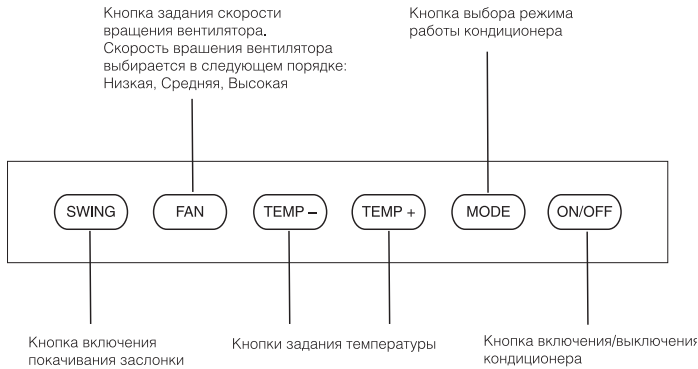 Кнопка задания скорости
вращения вентилятора.
Скорость врашения вентилятора
выбирается в следующем порядке:
Низкая, Средняя, Высокая
Кнопка выбора режима
работы кондиционера
SWING
FAN
TEMP –
TEMP +
MODE
ON/OFF
Кнопка включения
покачивания заслонки
Кнопки задания температуры
Кнопка включения/выключения
кондиционера